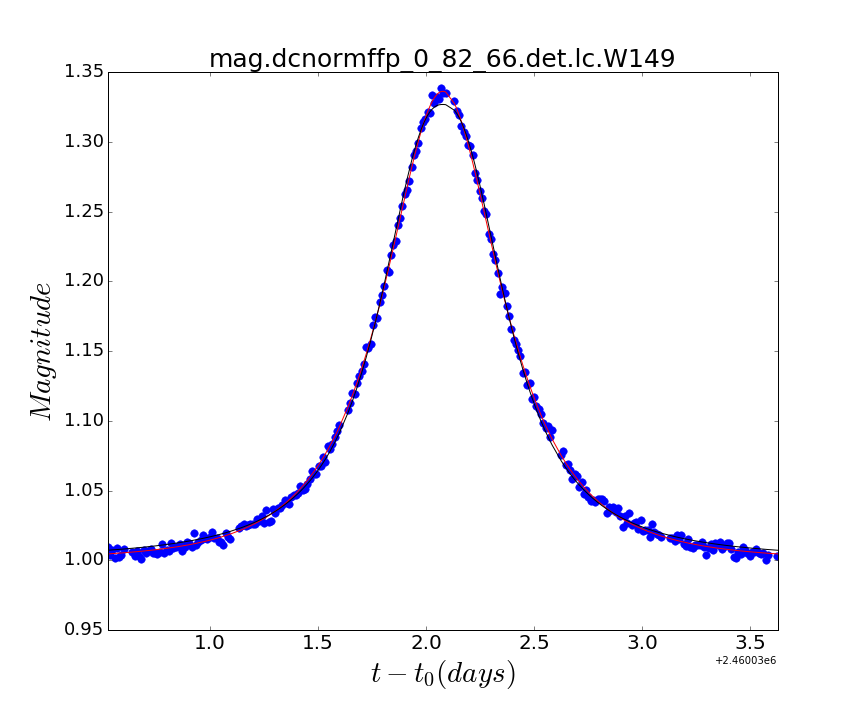 mag.dcnormffp_0_82_66.det.lc.W149
1.35
1.30
1.25
1.20
1.15
1.10
1.05
1.00
0.95
Magnitude
1.0 1.5 2.0 2.5 3.0 3.5
+2.46003e6
t − t₀(days)